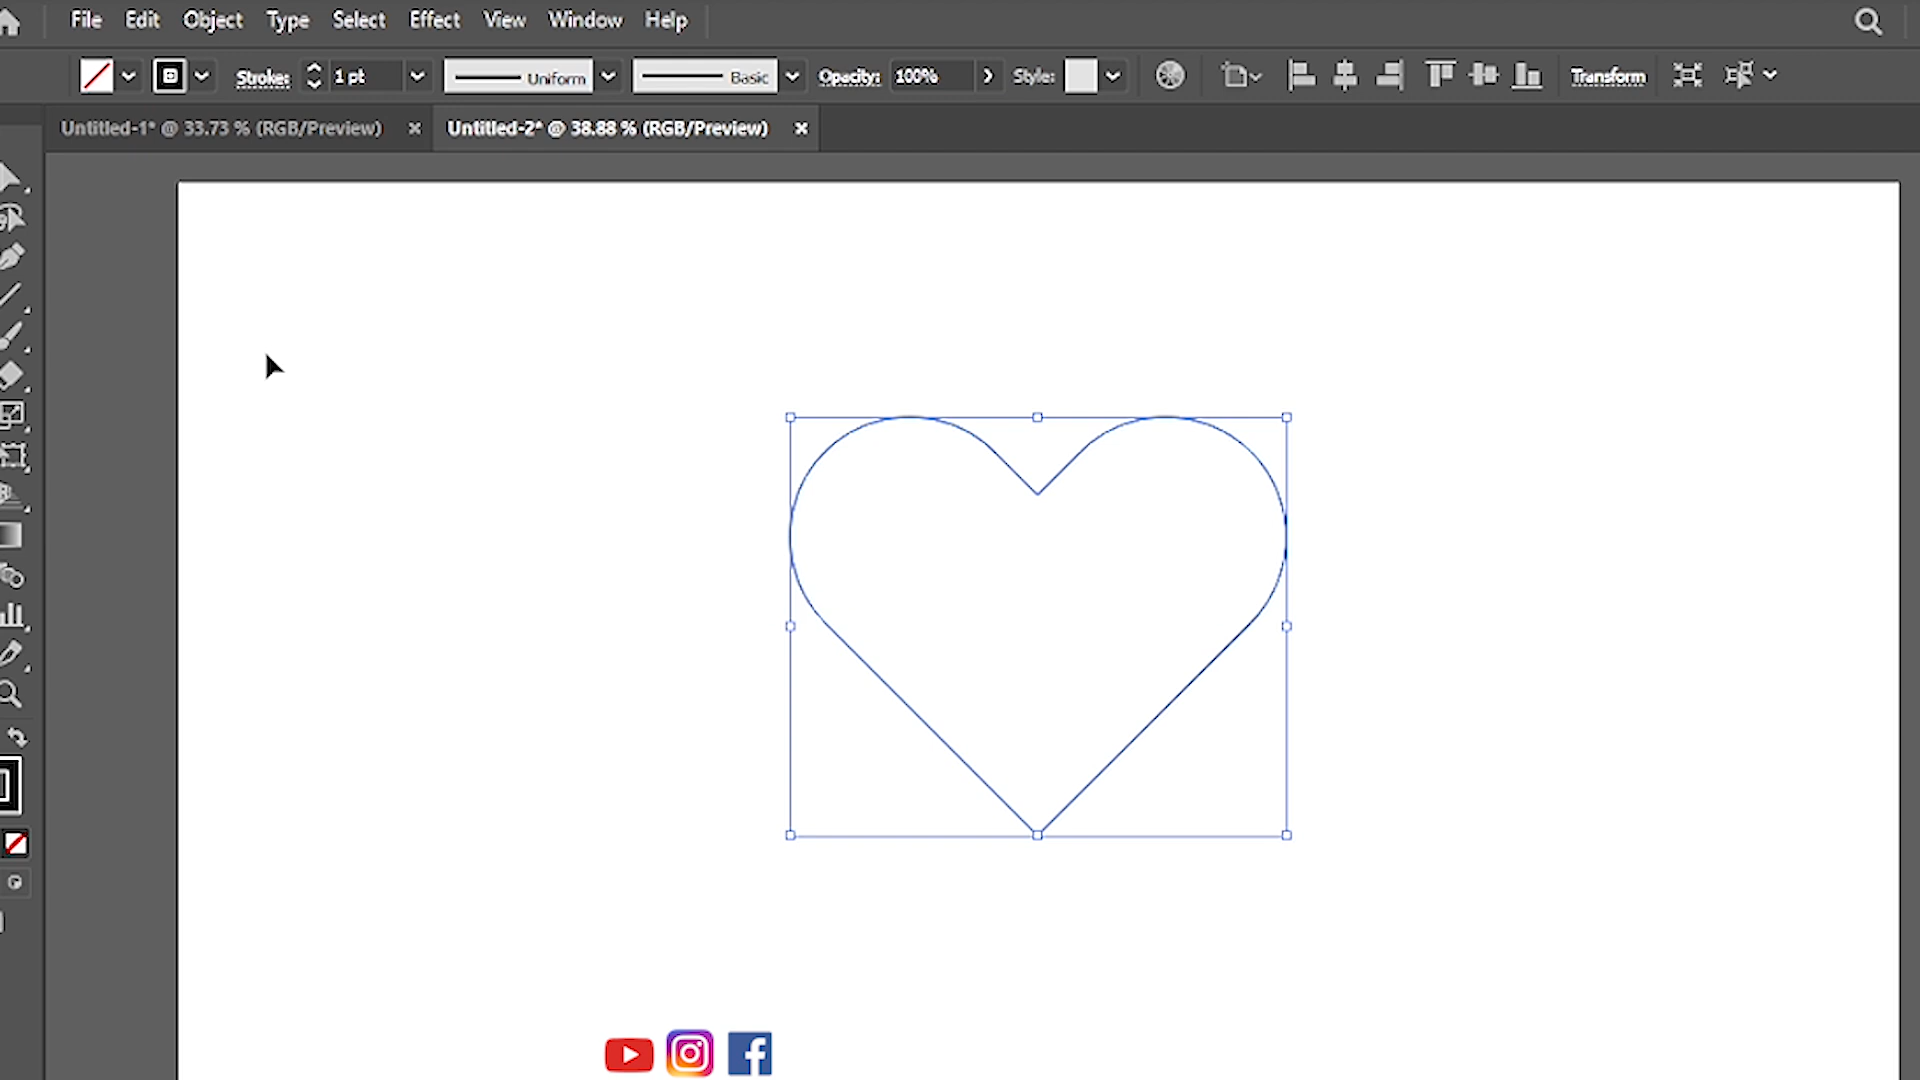 File Edit Object Type Select Effect View Window Help
Stroke: 1 pt Uniform Basic Opacity: 100% Style: Transform
Untitled-1* @ 33.73 % (RGB/Preview) × Untitled-2* @ 38.88 % (RGB/Preview) ×